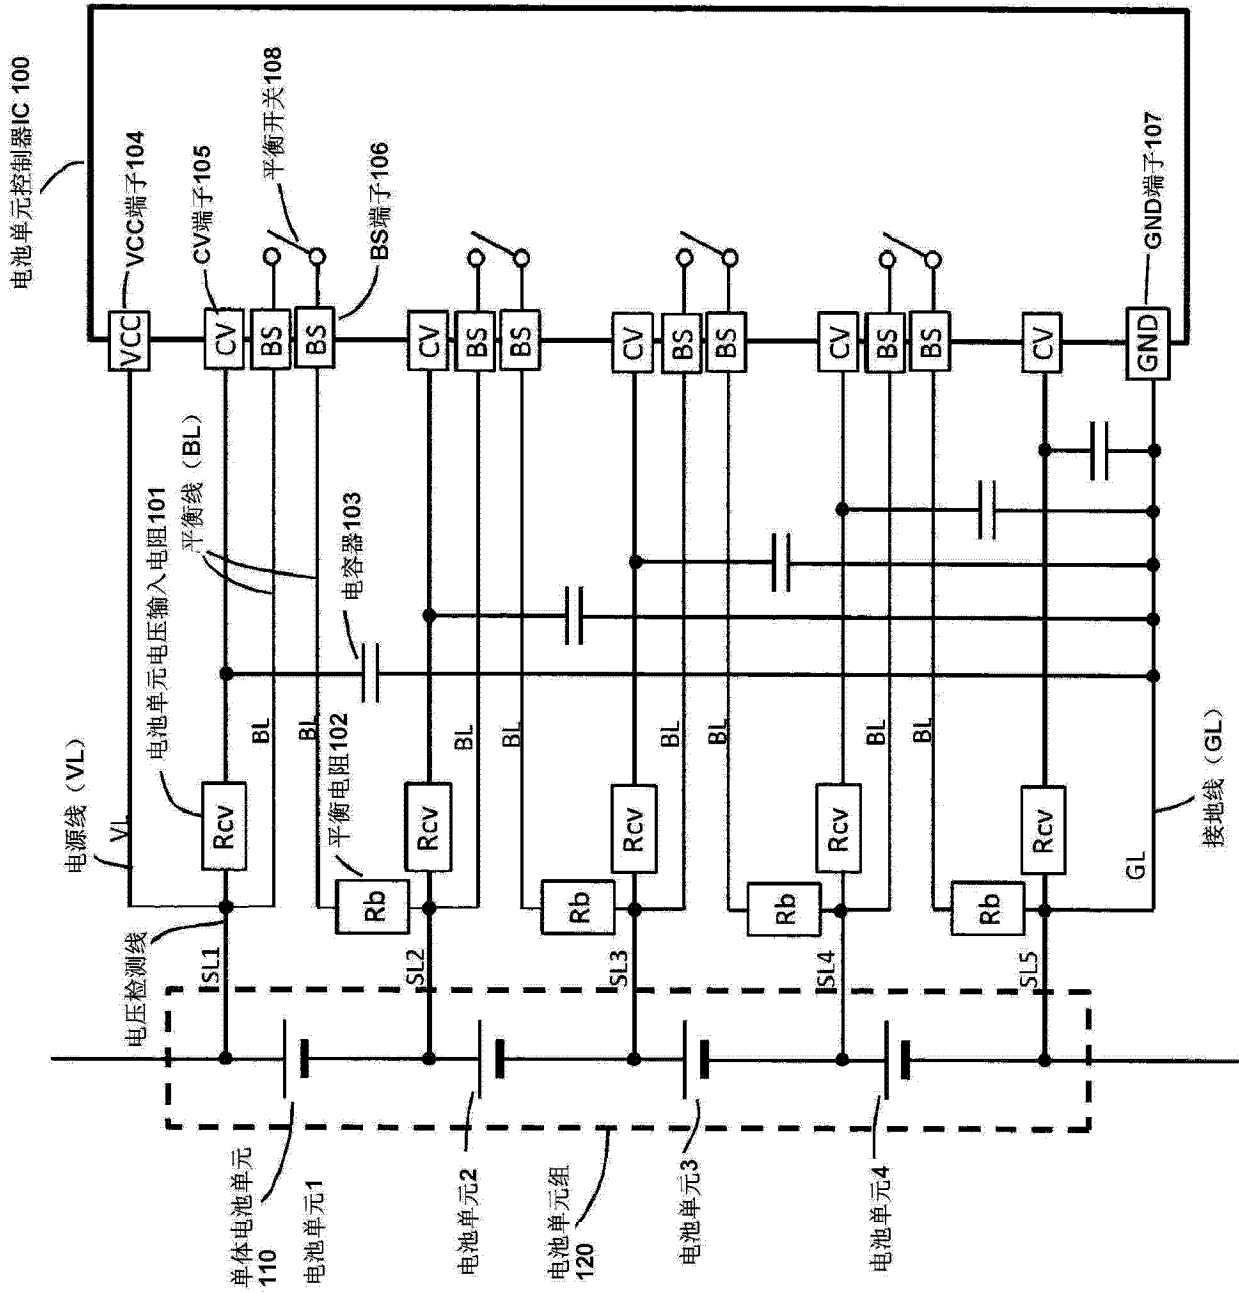 电池单元控制器IC 100
VCC端子104
CV端子105
平衡开关108
BS端子106
GND端子107
VCC
CV
BS
BS
CV
BS
BS
CV
BS
BS
CV
BS
BS
CV
GND
电源线（VL）
电池单元电压输入电阻101
平衡线（BL）
电容器103
平衡电阻102
接地线（GL）
VL
BL
BL
BL
BL
BL
BL
BL
BL
GL
Rcv
Rcv
Rcv
Rcv
Rcv
Rb
Rb
Rb
Rb
电压检测线
SL1
SL2
SL3
SL4
SL5
单体电池单元
110
电池单元1
电池单元2
电池单元组
120
电池单元3
电池单元4